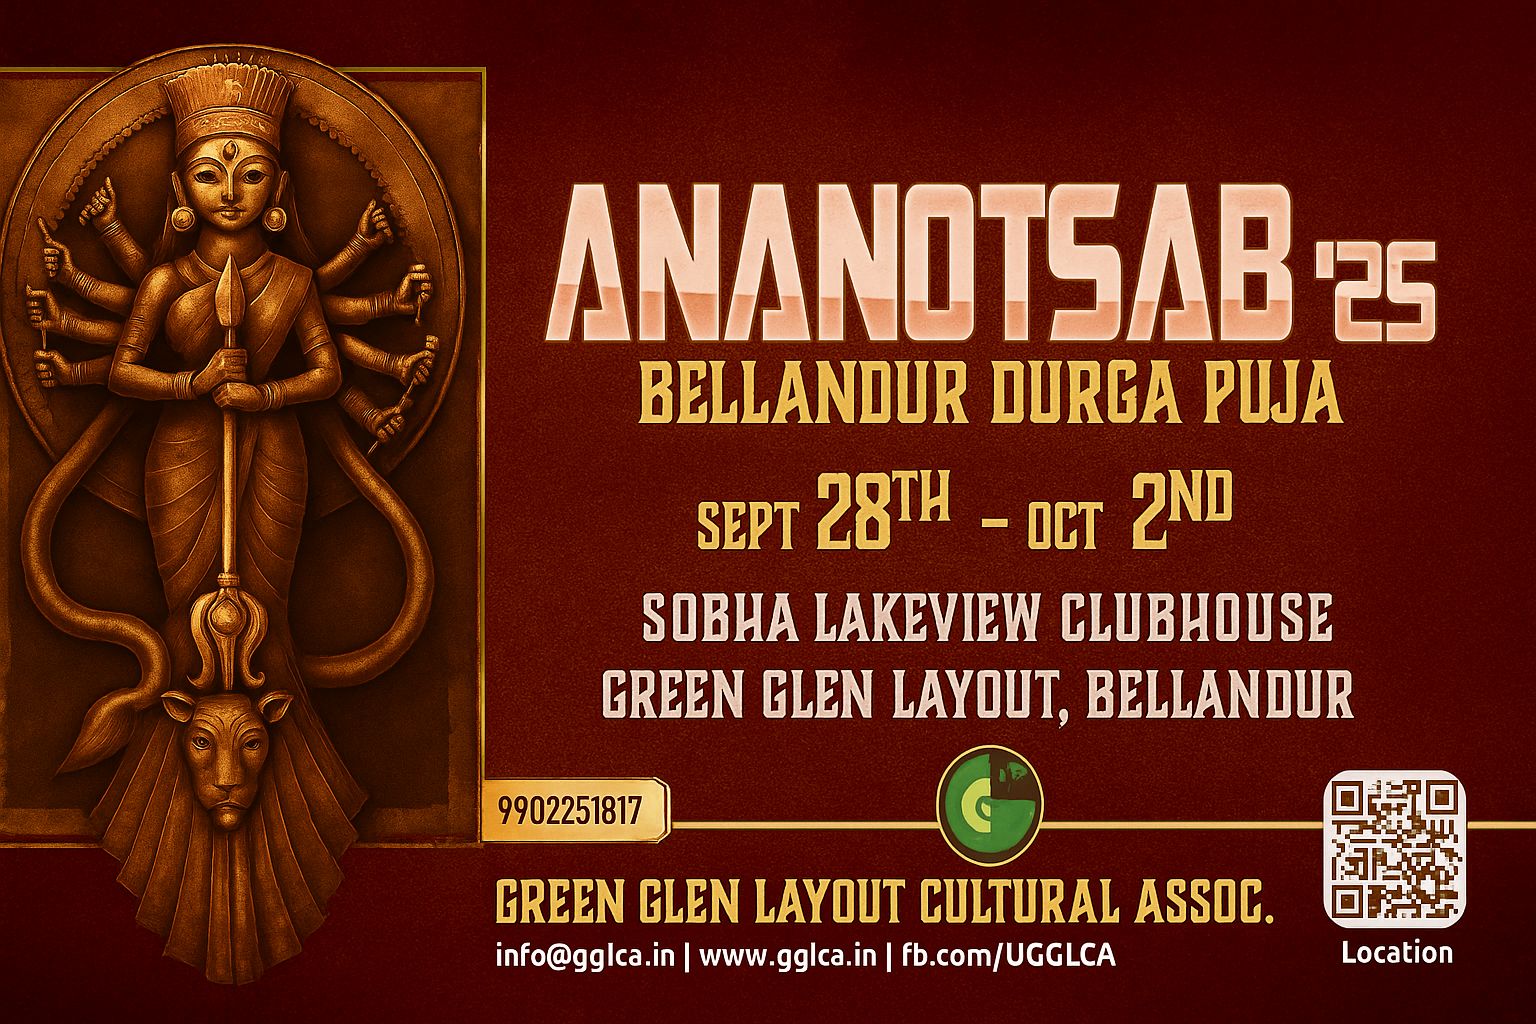 ANANOTSAB '25
BELLANDUR DURGA PUJA
SEPT 28TH – OCT 2ND
SOBHA LAKEVIEW CLUBHOUSE
GREEN GLEN LAYOUT, BELLANDUR
9902251817
GREEN GLEN LAYOUT CULTURAL ASSOC.
info@gglca.in | www.gglca.in | fb.com/UGGLCA
Location